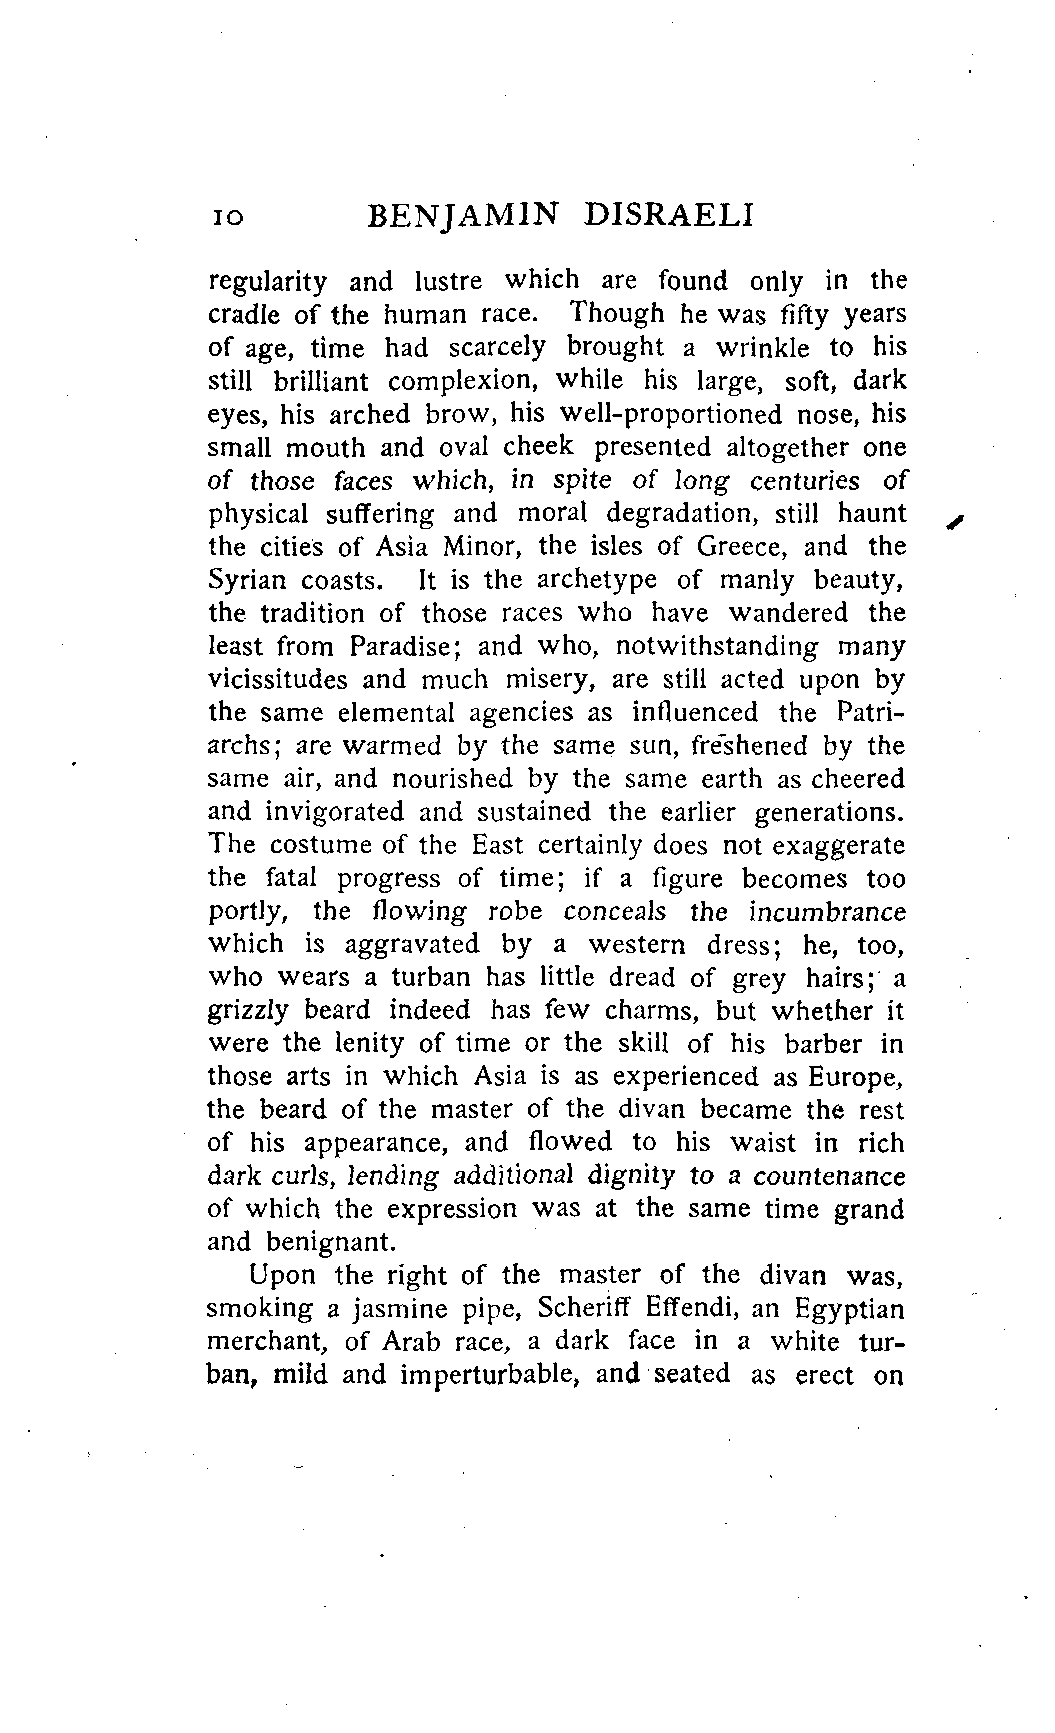 10 BENJAMIN DISRAELI
regularity and lustre which are found only in the
cradle of the human race. Though he was fifty years
of age, time had scarcely brought a wrinkle to his
still brilliant complexion, while his large, soft, dark
eyes, his arched brow, his well-proportioned nose, his
small mouth and oval cheek presented altogether one
of those faces which, in spite of long centuries of
physical suffering and moral degradation, still haunt
the cities of Asia Minor, the isles of Greece, and the
Syrian coasts. It is the archetype of manly beauty,
the tradition of those races who have wandered the
least from Paradise; and who, notwithstanding many
vicissitudes and much misery, are still acted upon by
the same elemental agencies as influenced the Patri-
archs; are warmed by the same sun, freshened by the
same air, and nourished by the same earth as cheered
and invigorated and sustained the earlier generations.
The costume of the East certainly does not exaggerate
the fatal progress of time; if a figure becomes too
portly, the flowing robe conceals the incumbrance
which is aggravated by a western dress; he, too,
who wears a turban has little dread of grey hairs; a
grizzly beard indeed has few charms, but whether it
were the lenity of time or the skill of his barber in
those arts in which Asia is as experienced as Europe,
the beard of the master of the divan became the rest
of his appearance, and flowed to his waist in rich
dark curls, lending additional dignity to a countenance
of which the expression was at the same time grand
and benignant.
Upon the right of the master of the divan was,
smoking a jasmine pipe, Scheriff Effendi, an Egyptian
merchant, of Arab race, a dark face in a white tur-
ban, mild and imperturbable, and seated as erect on